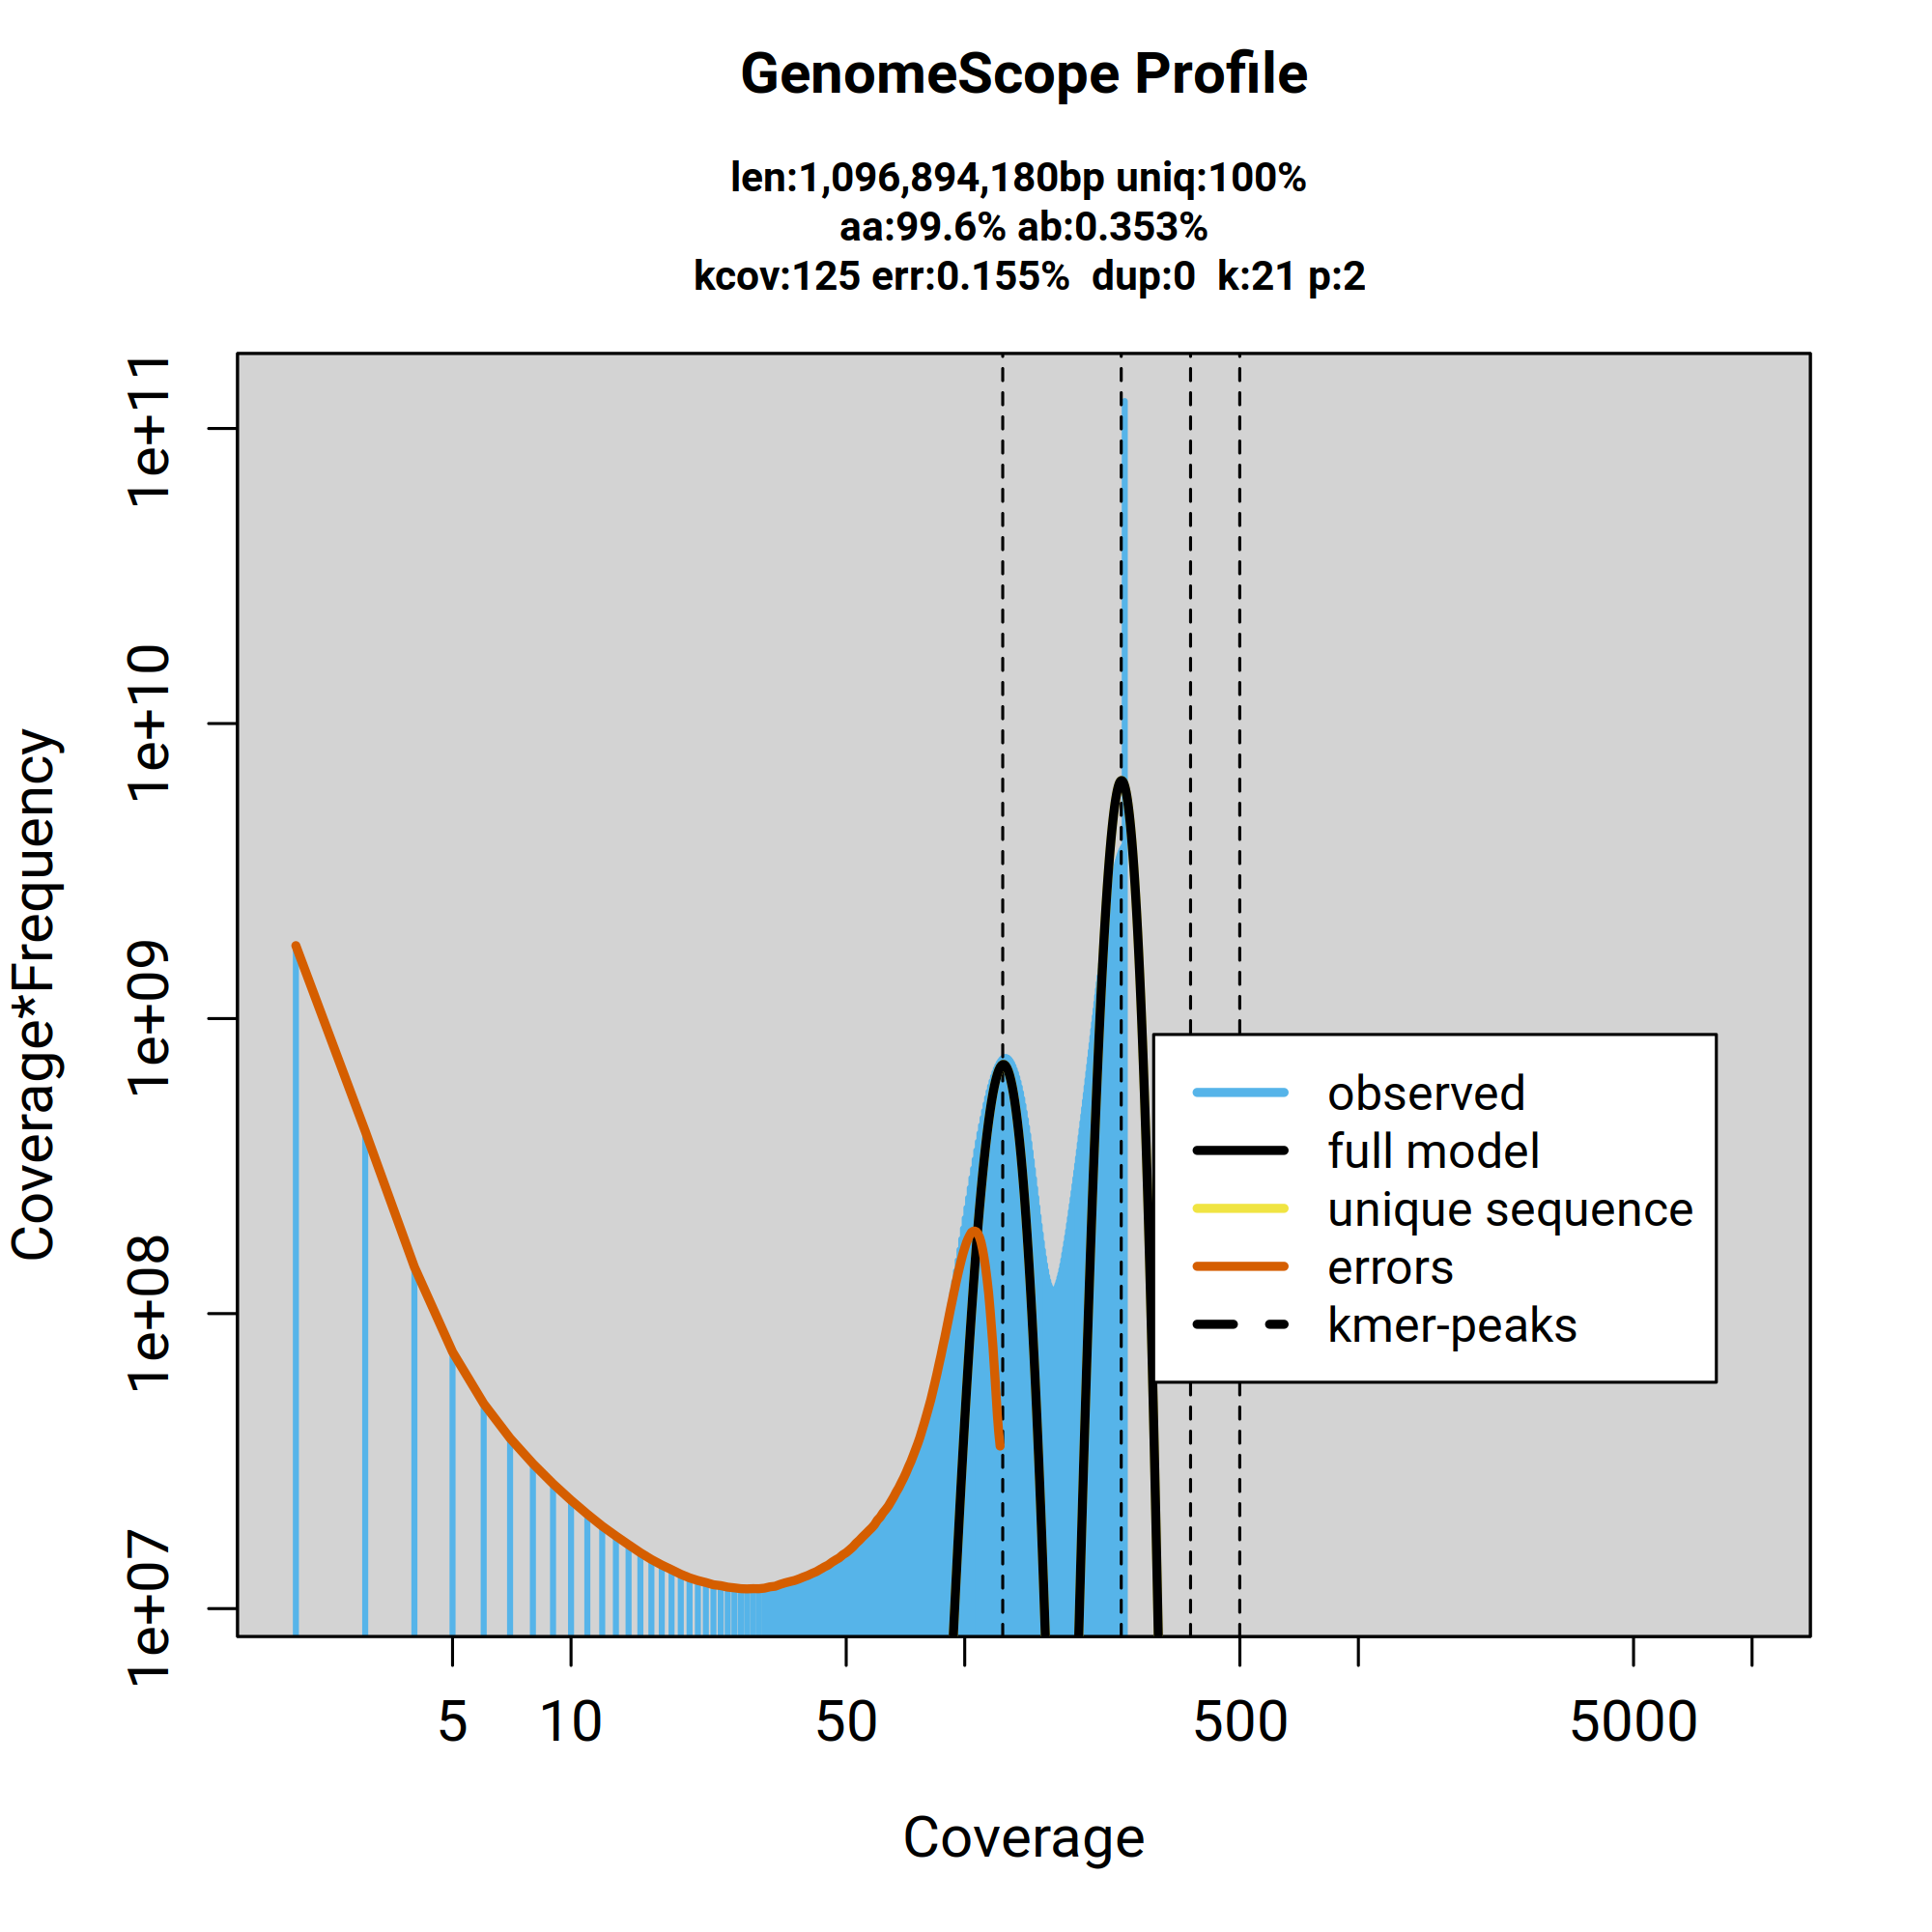 GenomeScope Profile
len:1,096,894,180bp uniq:100%
aa:99.6% ab:0.353%
kcov:125 err:0.155%  dup:0  k:21 p:2
Coverage*Frequency
1e+11
1e+10
1e+09
1e+08
1e+07
observed
full model
unique sequence
errors
kmer-peaks
5 10 50 500 5000
Coverage